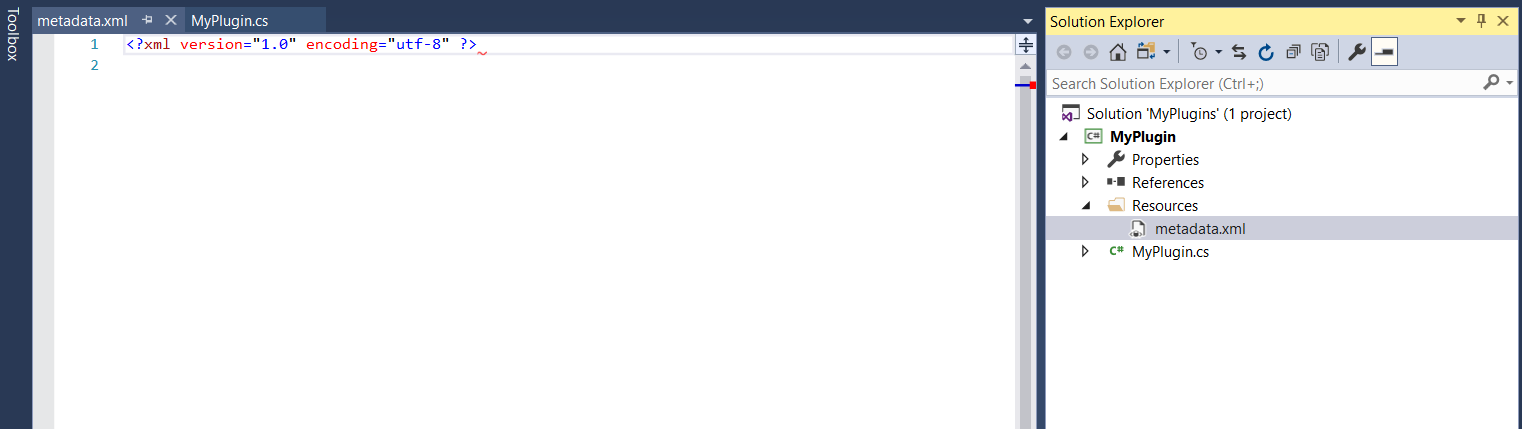 Toolbox
metadata.xml
MyPlugin.cs
1 <?xml version="1.0" encoding="utf-8" ?>
2
Solution Explorer
Search Solution Explorer (Ctrl+;)
Solution 'MyPlugins' (1 project)
C# MyPlugin
Properties
References
Resources
metadata.xml
C# MyPlugin.cs